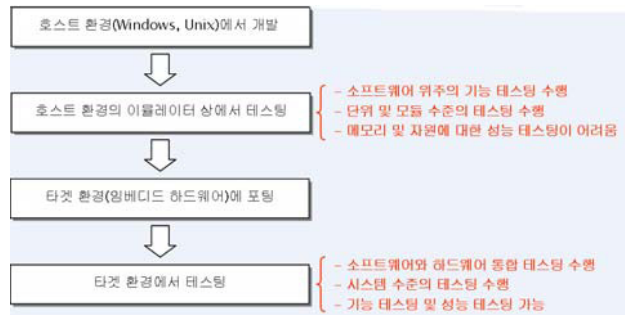 호스트 환경(Windows, Unix)에서 개발
호스트 환경의 이뮬레이터 상에서 테스팅
- 소프트웨어 위주의 기능 테스팅 수행
- 단위 및 모듈 수준의 테스팅 수행
- 메모리 및 자원에 대한 성능 테스팅이 어려움
타겟 환경(임베디드 하드웨어)에 포팅
타겟 환경에서 테스팅
- 소프트웨어와 하드웨어 통합 테스팅 수행
- 시스템 수준의 테스팅 수행
- 기능 테스팅 및 성능 테스팅 가능